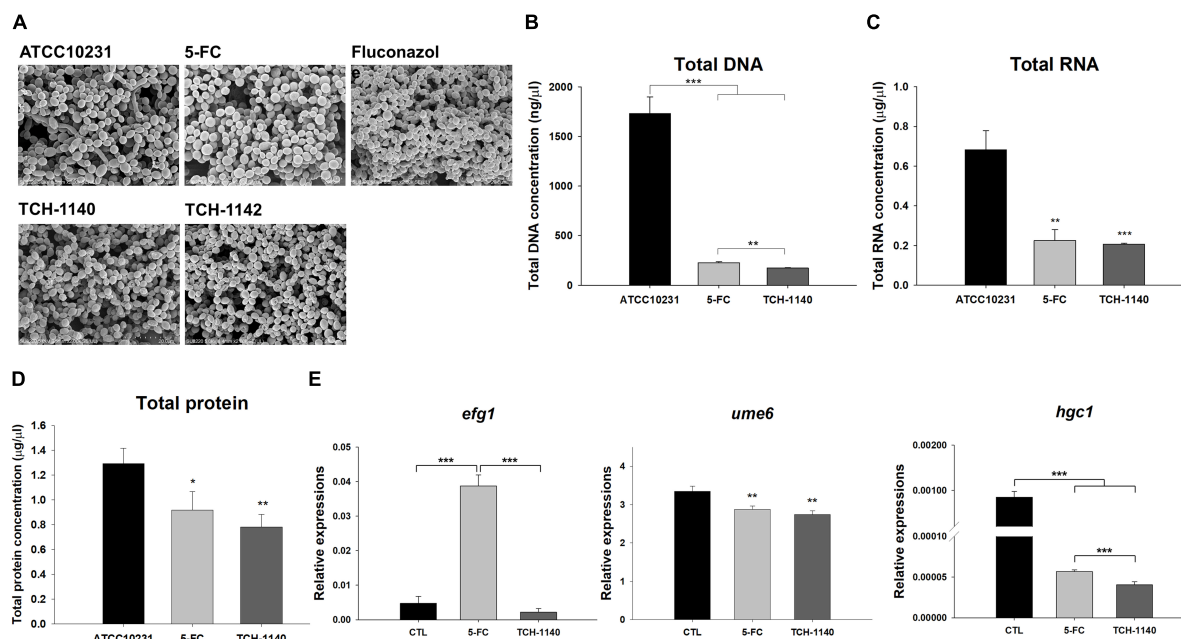 A
ATCC10231
5-FC
Fluconazol
e
TCH-1140
TCH-1142
B
Total DNA
Total DNA concentration (ng/µl)
2000
1500
1000
500
0
***
**
ATCC10231
5-FC
TCH-1140
C
Total RNA
Total RNA concentration (µg/µl)
1.0
0.8
0.6
0.4
0.2
0.0
**
***
ATCC10231
5-FC
TCH-1140
D
Total protein
Total protein concentration (µg/µl)
1.6
1.4
1.2
1.0
0.8
0.6
0.4
0.2
0.0
*
**
ATCC10231
5-FC
TCH-1140
E
efg1
Relative expressions
0.05
0.04
0.03
0.02
0.01
0.00
***
***
CTL
5-FC
TCH-1140
ume6
Relative expressions
4
3
2
1
0
**
**
CTL
5-FC
TCH-1140
hgc1
Relative expressions
0.00200
0.00100
0.00010
0.00005
0.00000
***
***
CTL
5-FC
TCH-1140